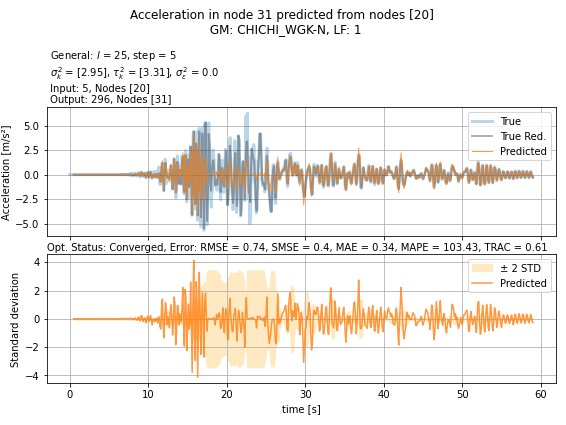 Acceleration in node 31 predicted from nodes [20]
GM: CHICHI_WGK-N, LF: 1
General: l = 25, step = 5
σ²ₖ = [2.95], τ²ₖ = [3.31], σ²_ε = 0.0
Input: 5, Nodes [20]
Output: 296, Nodes [31]
Acceleration [m/s²]
5.0
2.5
0.0
−2.5
−5.0
True
True Red.
Predicted
Opt. Status: Converged, Error: RMSE = 0.74, SMSE = 0.4, MAE = 0.34, MAPE = 103.43, TRAC = 0.61
Standard deviation
4
2
0
−2
−4
± 2 STD
Predicted
0 10 20 30 40 50 60
time [s]